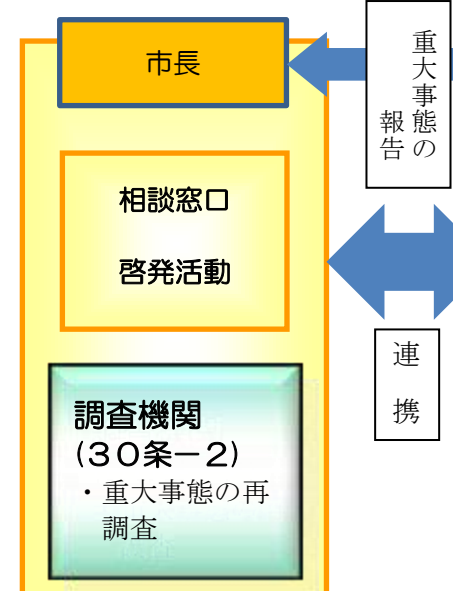 市長
重大事態の
報告
相談窓口
啓発活動
連携
調査機関
(30条－2)
・重大事態の再
調査